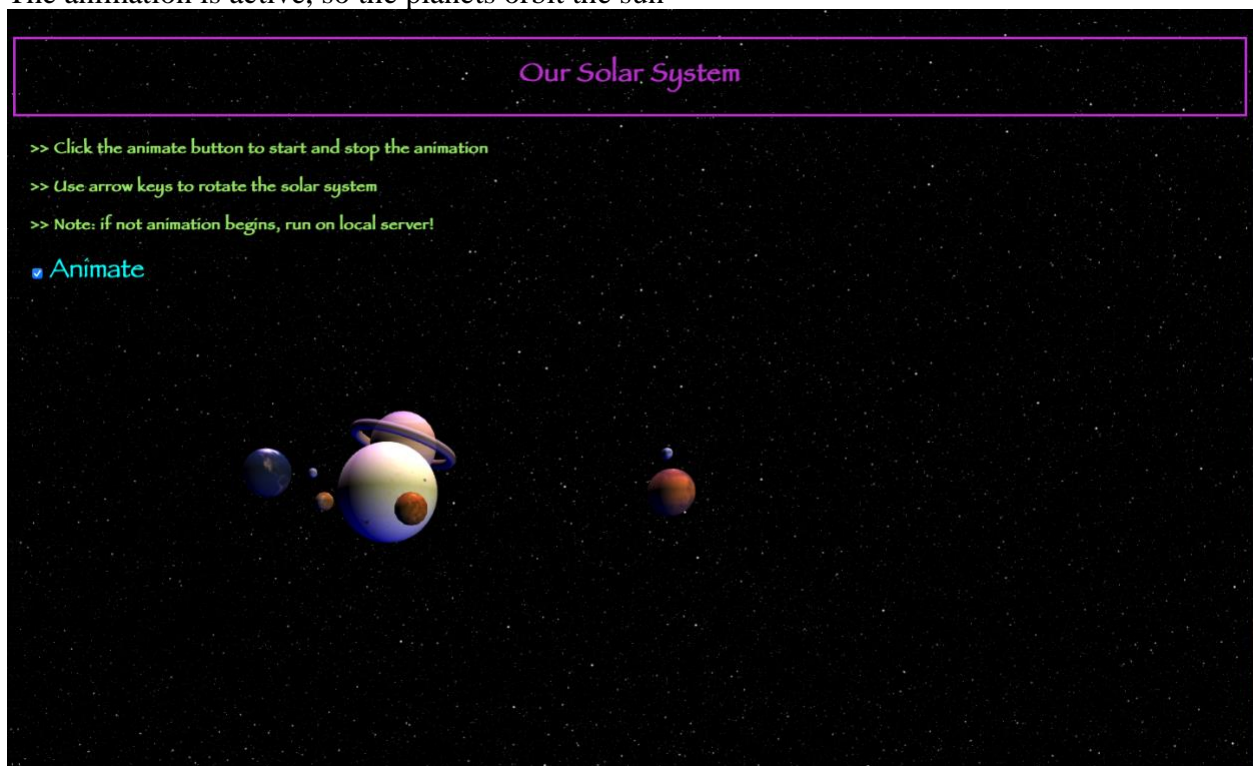 The animation is active, so the planets orbit the sun
Our Solar System
>> Click the animate button to start and stop the animation
>> Use arrow keys to rotate the solar system
>> Note: if not animation begins, run on local server!
Animate